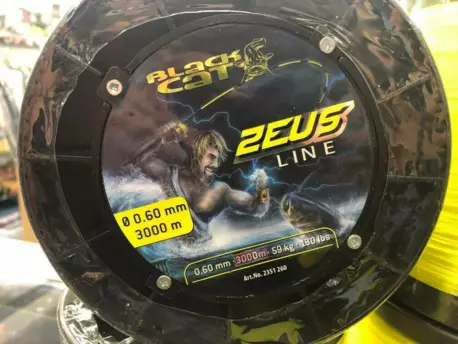 BLACK
CAT
ZEUS
LINE
Ø 0.60 mm
3000 m
0.60 mm · 3000m · 59 kg · 130 lbs
Art.No. 2351 260